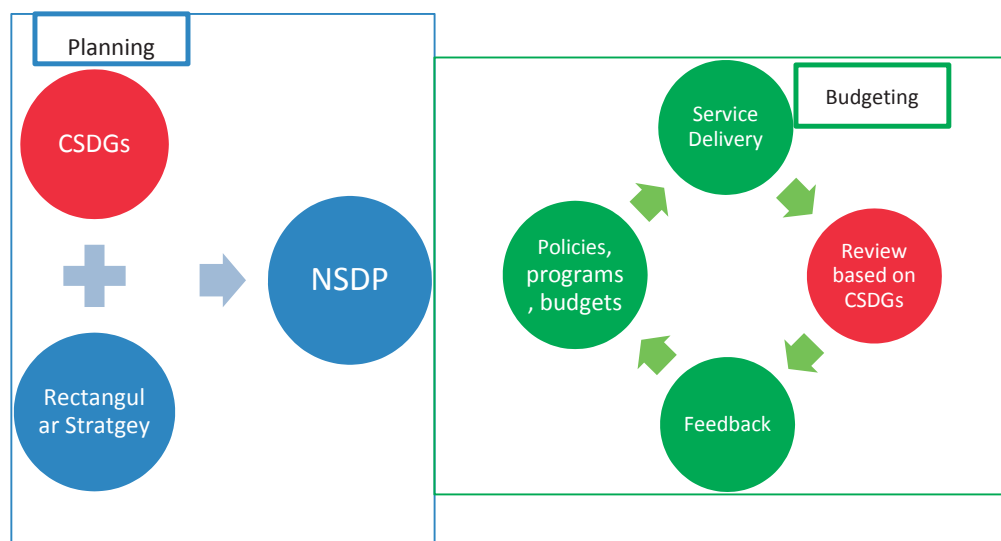 Planning
CSDGs
Rectangul
ar Stratgey
NSDP
Budgeting
Service
Delivery
Review
based on
CSDGs
Feedback
Policies,
programs
, budgets